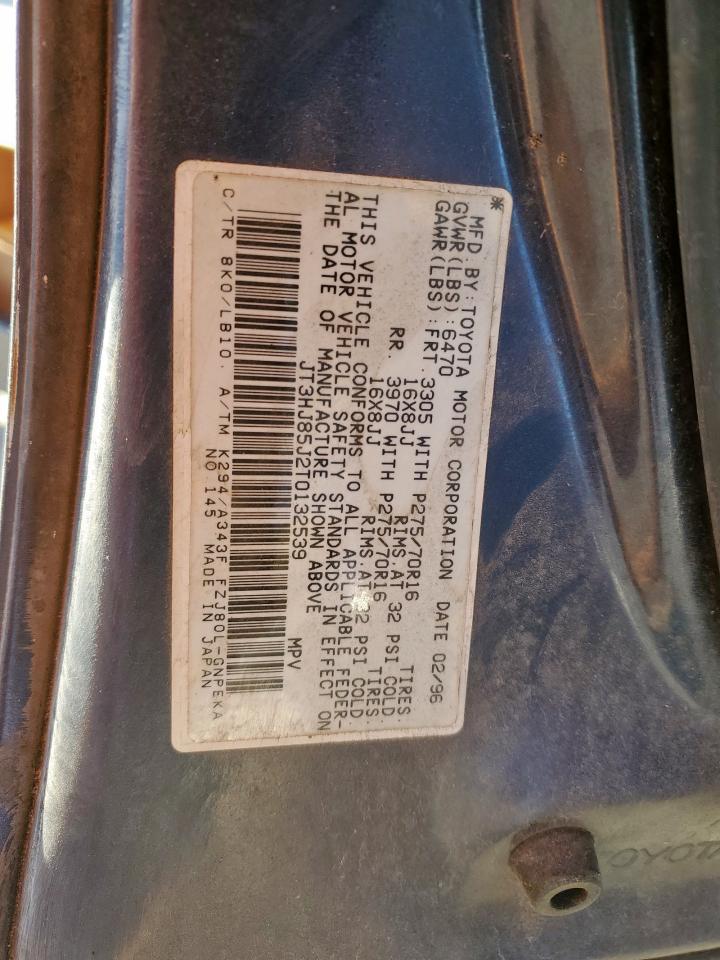 * MFD.BY:TOYOTA MOTOR CORPORATION DATE 02/96
GVWR(LBS):6470
GAWR(LBS):FRT.3305 WITH P275/70R16 TIRES.
16X8JJ RIMS.AT 32 PSI COLD.
RR. 3970 WITH P275/70R16 TIRES.
16X8JJ RIMS.AT 32 PSI COLD.
THIS VEHICLE CONFORMS TO ALL APPLICABLE FEDER-
AL MOTOR VEHICLE SAFETY STANDARDS IN EFFECT ON
THE DATE OF MANUFACTURE SHOWN ABOVE
JT3HJ85J2T0132539 MPV
C/TR 8K0/LB10. A/TM K294/A343F FZJ80L-GNPEKA
NO 145 MADE IN JAPAN